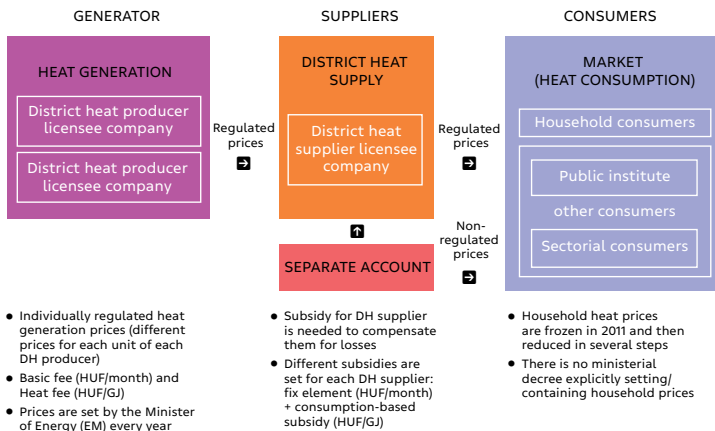 GENERATOR
SUPPLIERS
CONSUMERS
HEAT GENERATION
District heat producer
licensee company
District heat producer
licensee company
Regulated
prices
DISTRICT HEAT
SUPPLY
District heat
supplier licensee
company
SEPARATE ACCOUNT
Regulated
prices
Non-
regulated
prices
MARKET
(HEAT CONSUMPTION)
Household consumers
Public institute
other consumers
Sectorial consumers
• Individually regulated heat
generation prices (different
prices for each unit of each
DH producer)
• Basic fee (HUF/month) and
Heat fee (HUF/GJ)
• Prices are set by the Minister
of Energy (EM) every year
• Subsidy for DH supplier
is needed to compensate
them for losses
• Different subsidies are
set for each DH supplier:
fix element (HUF/month)
+ consumption-based
subsidy (HUF/GJ)
• Household heat prices
are frozen in 2011 and then
reduced in several steps
• There is no ministerial
decree explicitly setting/
containing household prices